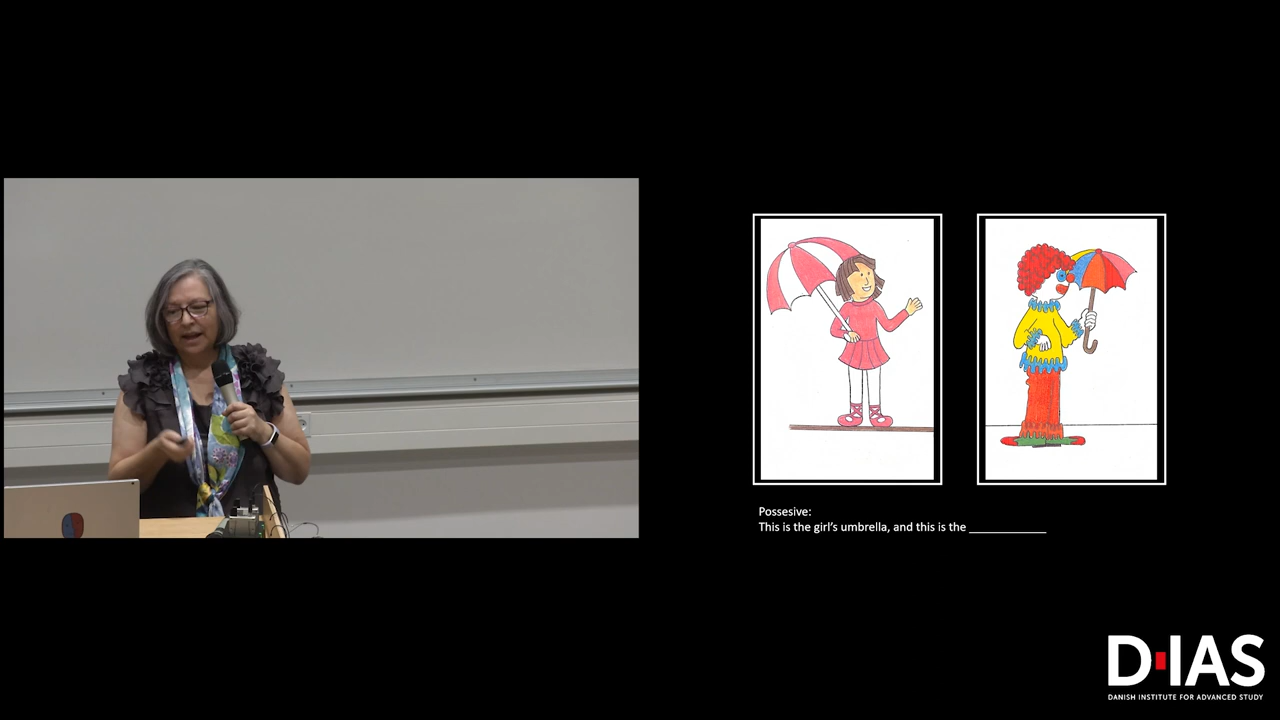 Possesive:
This is the girl's umbrella, and this is the ____________
D·IAS
DANISH INSTITUTE FOR ADVANCED STUDY